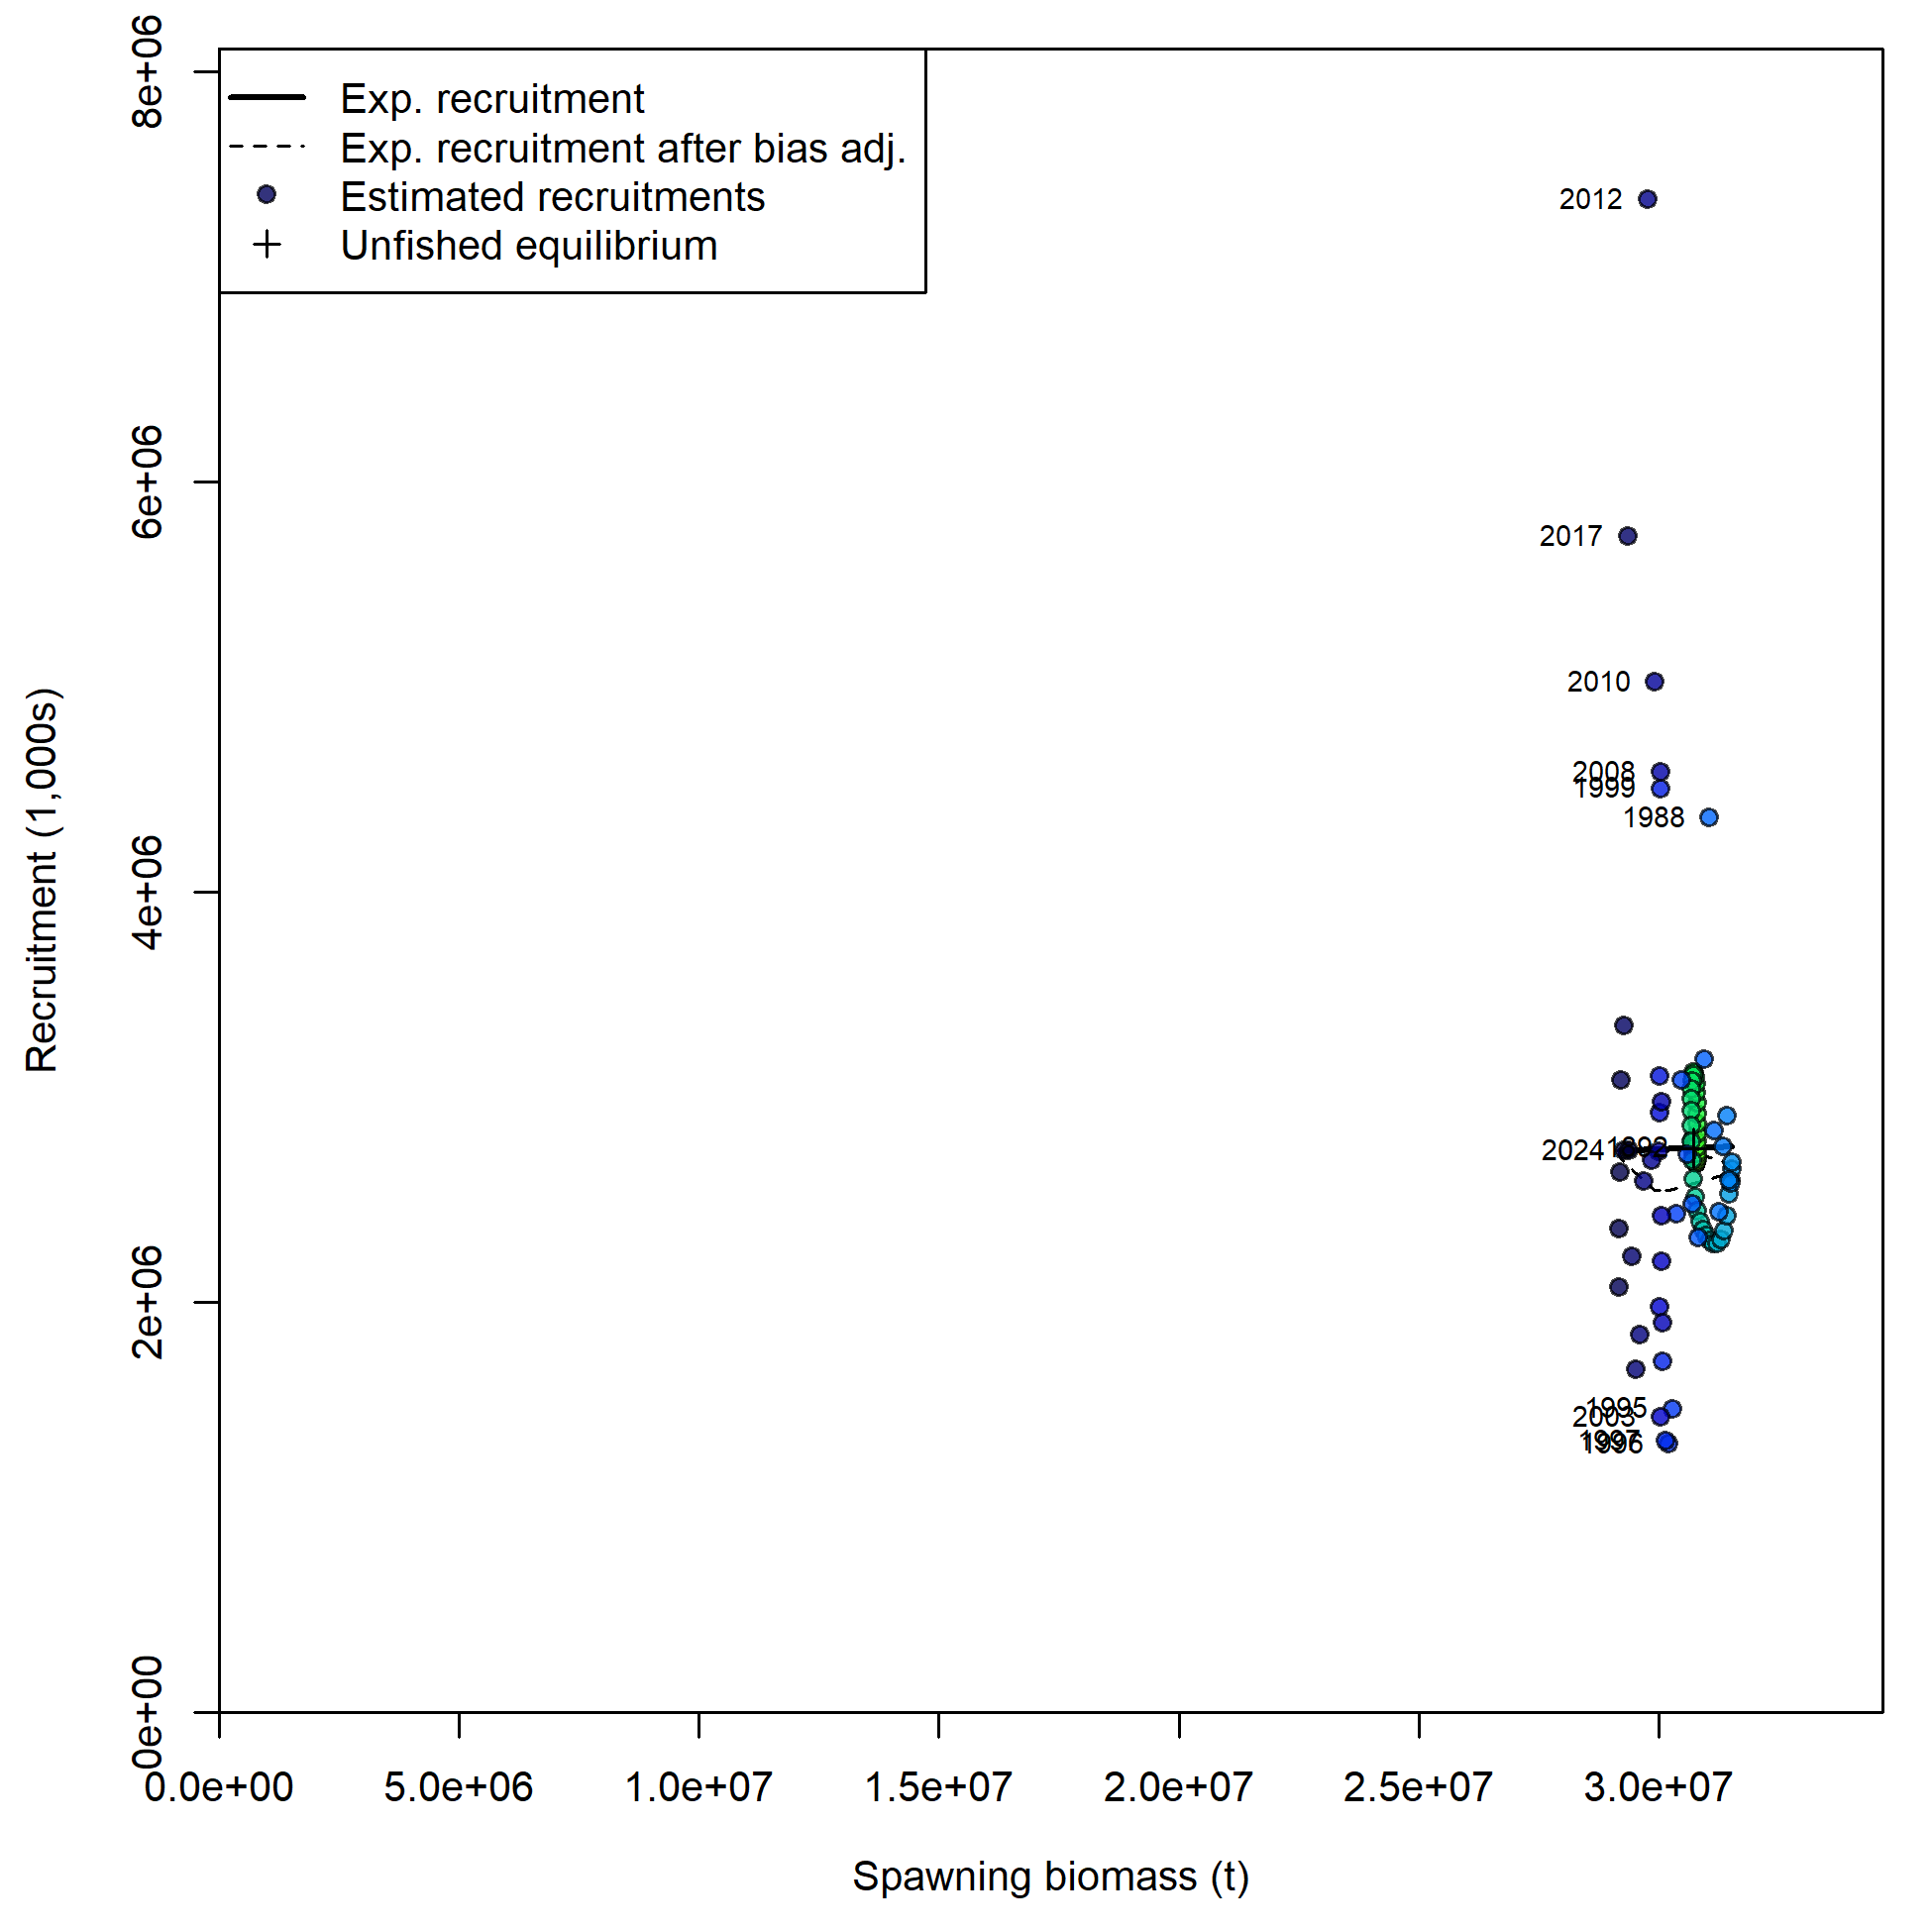 Exp. recruitment
Exp. recruitment after bias adj.
Estimated recruitments
Unfished equilibrium
8e+06
6e+06
4e+06
2e+06
0e+00
Recruitment (1,000s)
2012
2017
2010
2008
1999
1988
2024
1995
2003
1996
0.0e+00
5.0e+06
1.0e+07
1.5e+07
2.0e+07
2.5e+07
3.0e+07
Spawning biomass (t)